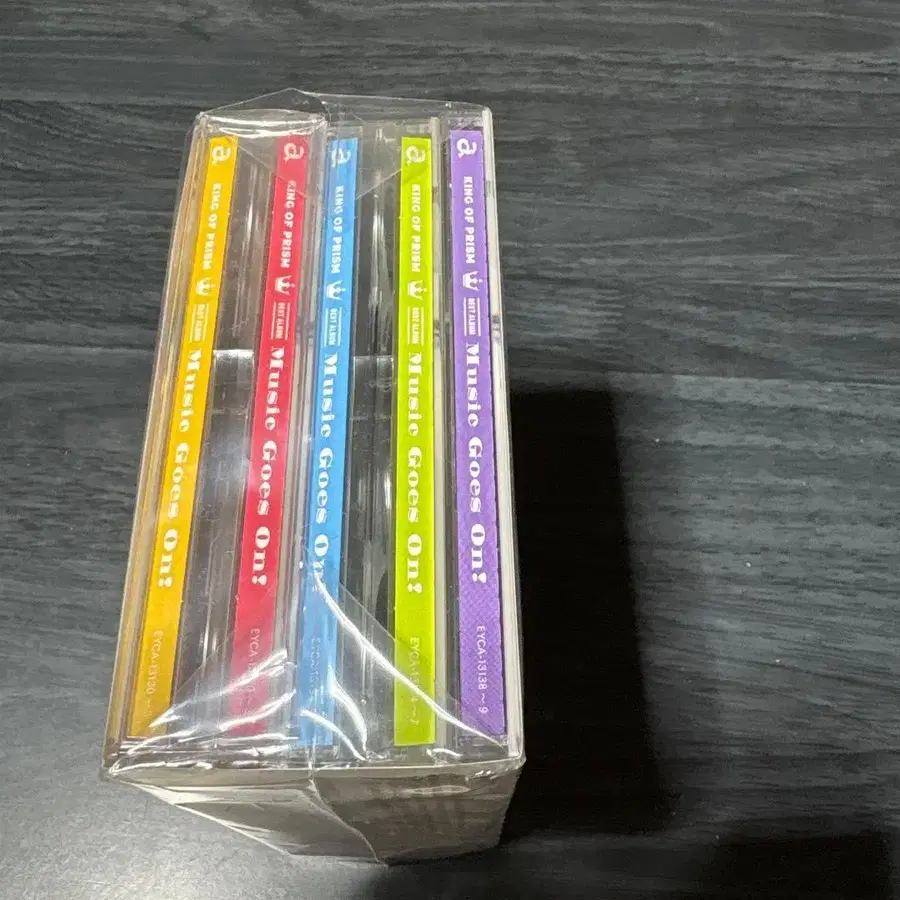 a KING OF PRISM BEST ALBUM Music Goes On! EYCA-13130
a KING OF PRISM BEST ALBUM Music Goes On!
a KING OF PRISM BEST ALBUM Music Goes On!
a KING OF PRISM BEST ALBUM Music Goes On!
a KING OF PRISM BEST ALBUM Music Goes On! EYCA-13138~9